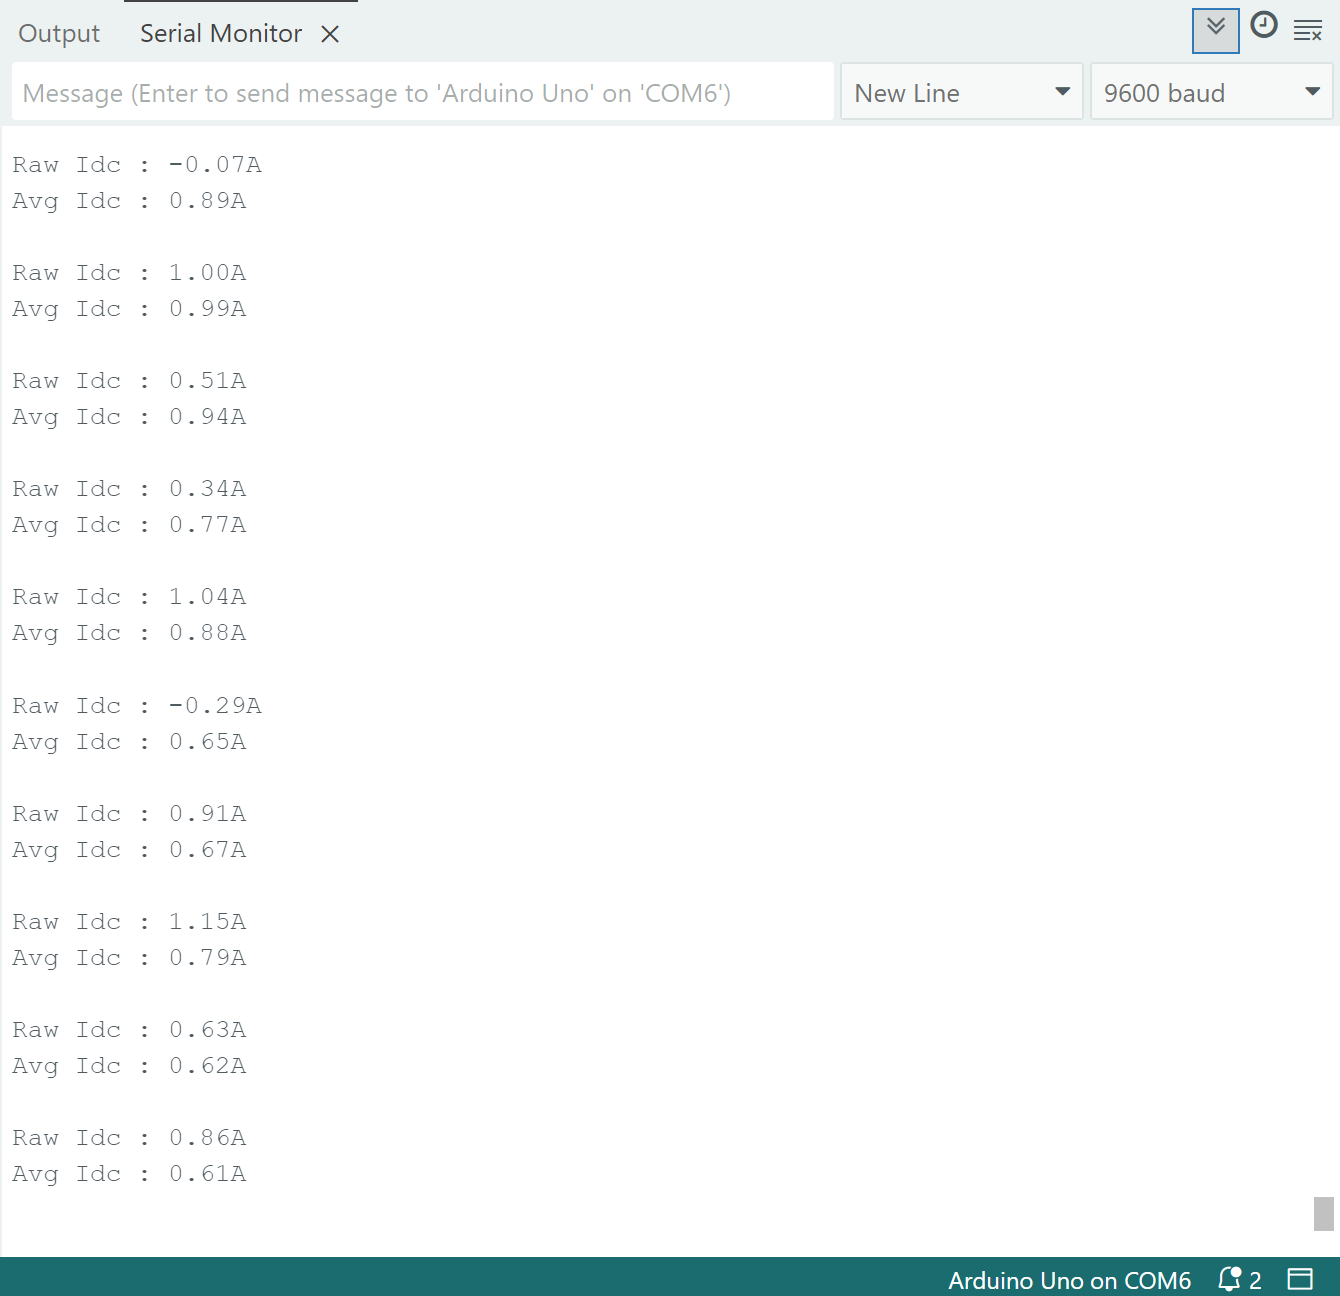 Output
Serial Monitor
Message (Enter to send message to 'Arduino Uno' on 'COM6')
New Line
9600 baud
Raw Idc : -0.07A
Avg Idc : 0.89A
Raw Idc : 1.00A
Avg Idc : 0.99A
Raw Idc : 0.51A
Avg Idc : 0.94A
Raw Idc : 0.34A
Avg Idc : 0.77A
Raw Idc : 1.04A
Avg Idc : 0.88A
Raw Idc : -0.29A
Avg Idc : 0.65A
Raw Idc : 0.91A
Avg Idc : 0.67A
Raw Idc : 1.15A
Avg Idc : 0.79A
Raw Idc : 0.63A
Avg Idc : 0.62A
Raw Idc : 0.86A
Avg Idc : 0.61A
Arduino Uno on COM6
2